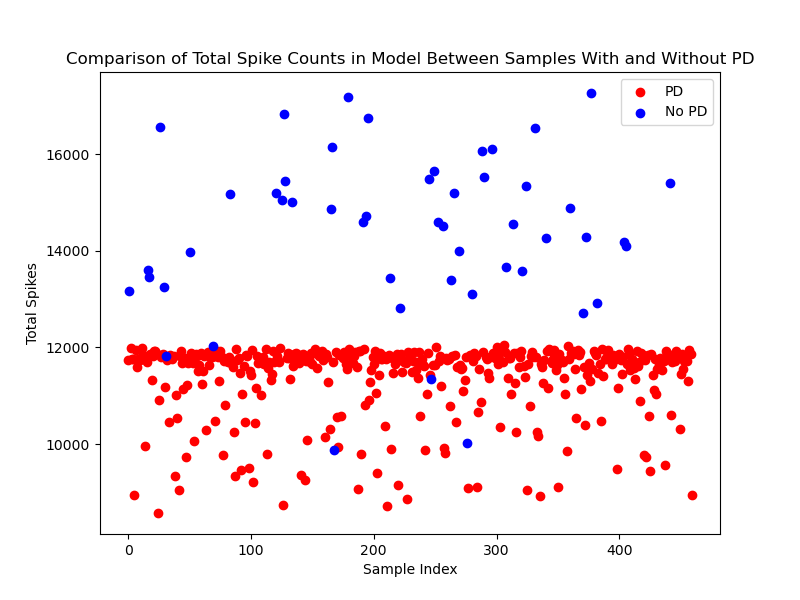 Comparison of Total Spike Counts in Model Between Samples With and Without PD
PD
No PD
16000
14000
12000
10000
Total Spikes
0 100 200 300 400
Sample Index